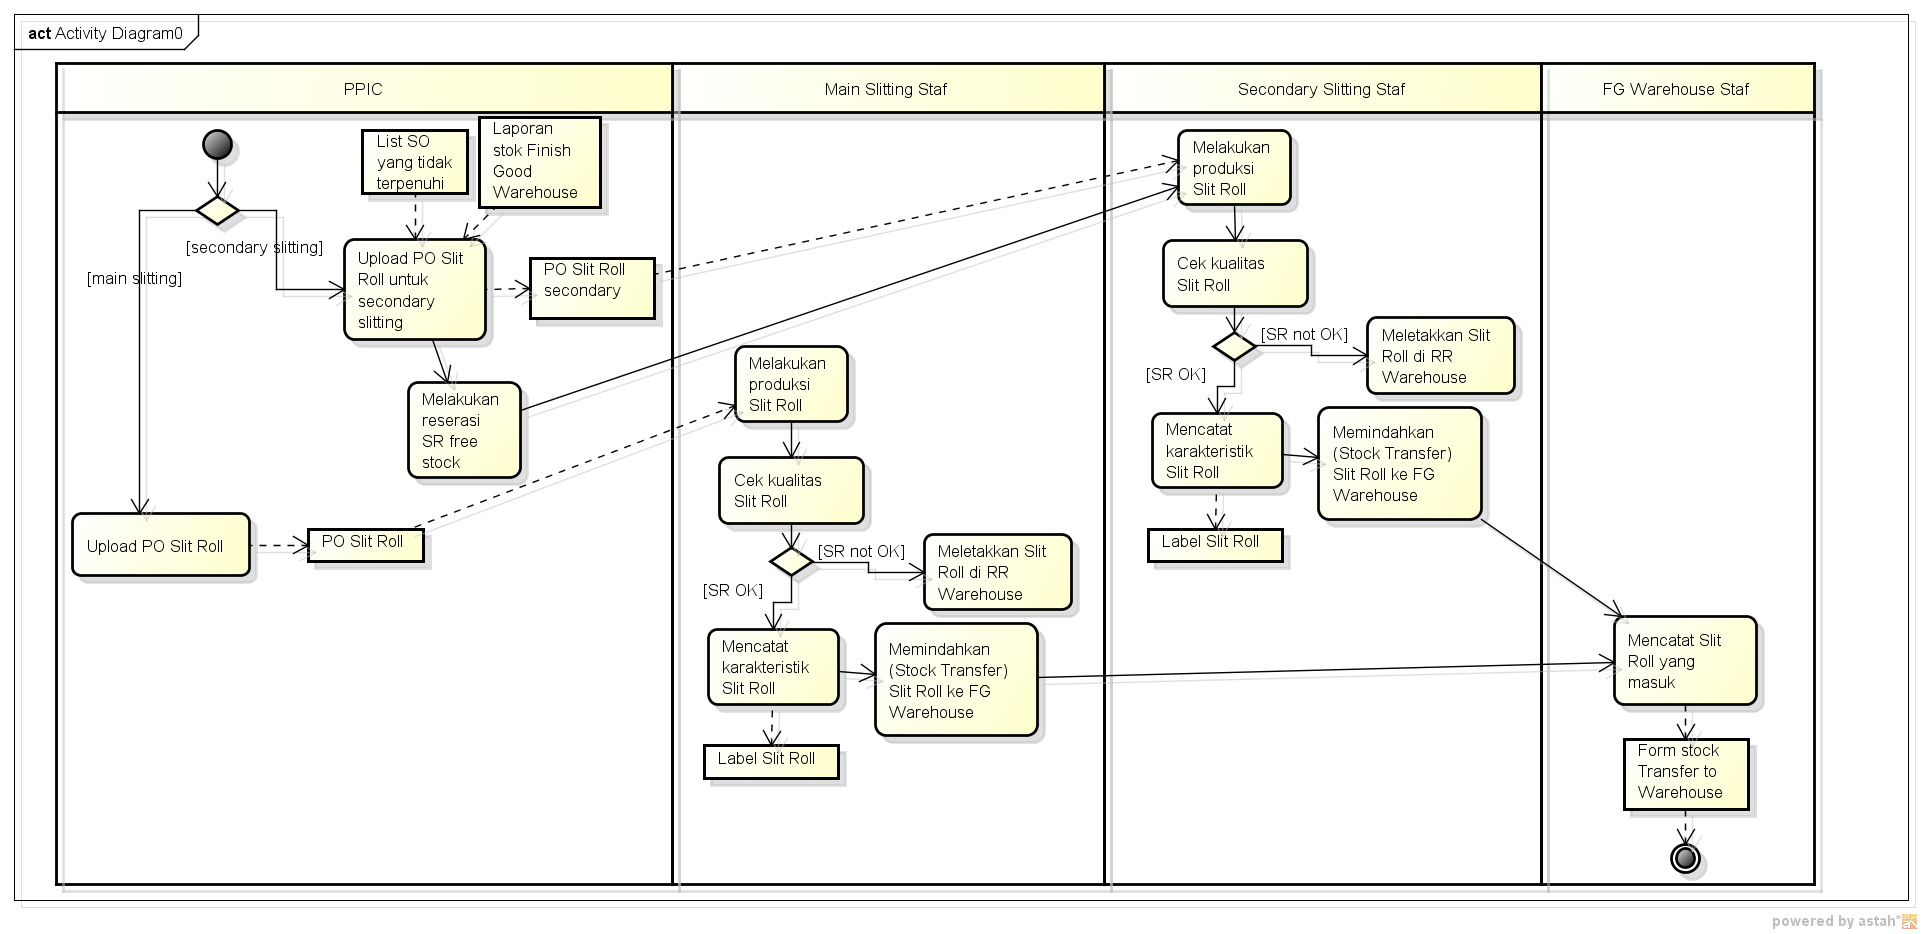 act Activity Diagram0
PPIC
Main Slitting Staf
Secondary Slitting Staf
FG Warehouse Staf
List SO
yang tidak
terpenuhi
Laporan
stok Finish
Good
Warehouse
[secondary slitting]
[main slitting]
Upload PO Slit
Roll untuk
secondary
slitting
PO Slit Roll
secondary
Melakukan
reserasi
SR free
stock
Upload PO Slit Roll
PO Slit Roll
Melakukan
produksi
Slit Roll
Cek kualitas
Slit Roll
[SR not OK]
[SR OK]
Meletakkan Slit
Roll di RR
Warehouse
Mencatat
karakteristik
Slit Roll
Memindahkan
(Stock Transfer)
Slit Roll ke FG
Warehouse
Label Slit Roll
Melakukan
produksi
Slit Roll
Cek kualitas
Slit Roll
[SR not OK]
[SR OK]
Meletakkan Slit
Roll di RR
Warehouse
Mencatat
karakteristik
Slit Roll
Memindahkan
(Stock Transfer)
Slit Roll ke FG
Warehouse
Label Slit Roll
Mencatat Slit
Roll yang
masuk
Form stock
Transfer to
Warehouse
powered by astah*